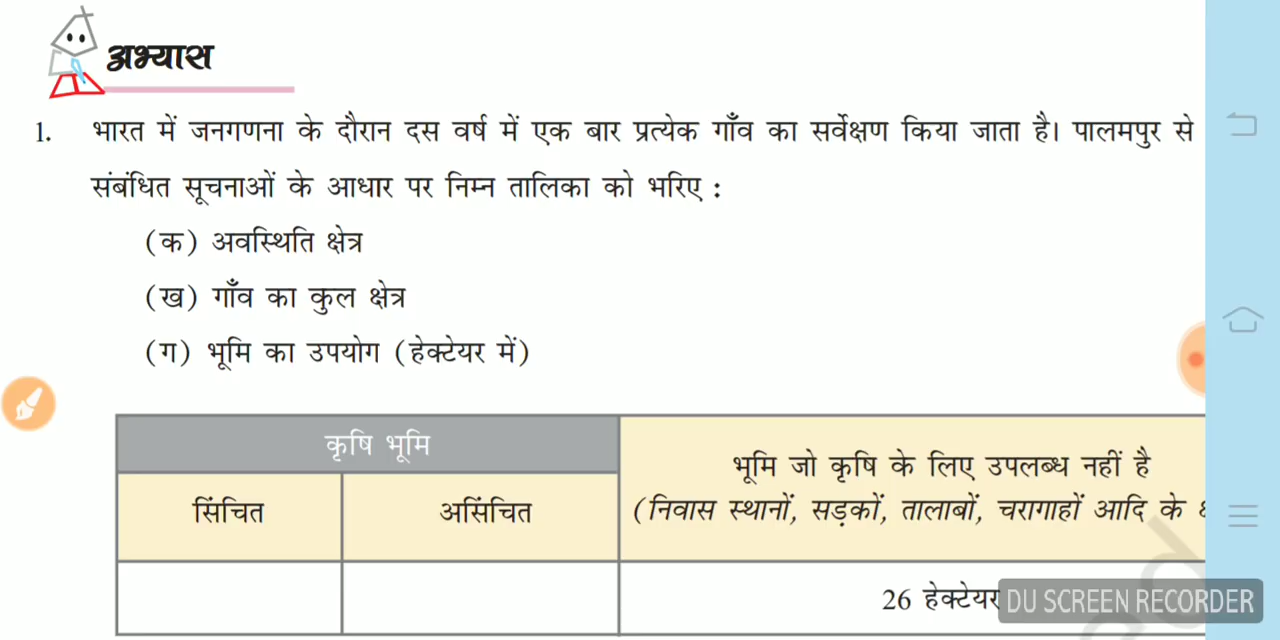 अभ्यास
1. भारत में जनगणना के दौरान दस वर्ष में एक बार प्रत्येक गाँव का सर्वेक्षण किया जाता है। पालमपुर से
संबंधित सूचनाओं के आधार पर निम्न तालिका को भरिए :
(क) अवस्थिति क्षेत्र
(ख) गाँव का कुल क्षेत्र
(ग) भूमि का उपयोग (हेक्टेयर में)
कृषि भूमि
भूमि जो कृषि के लिए उपलब्ध नहीं है
सिंचित असिंचित (निवास स्थानों, सड़कों, तालाबों, चरागाहों आदि के
26 हेक्टेयर
DU SCREEN RECORDER